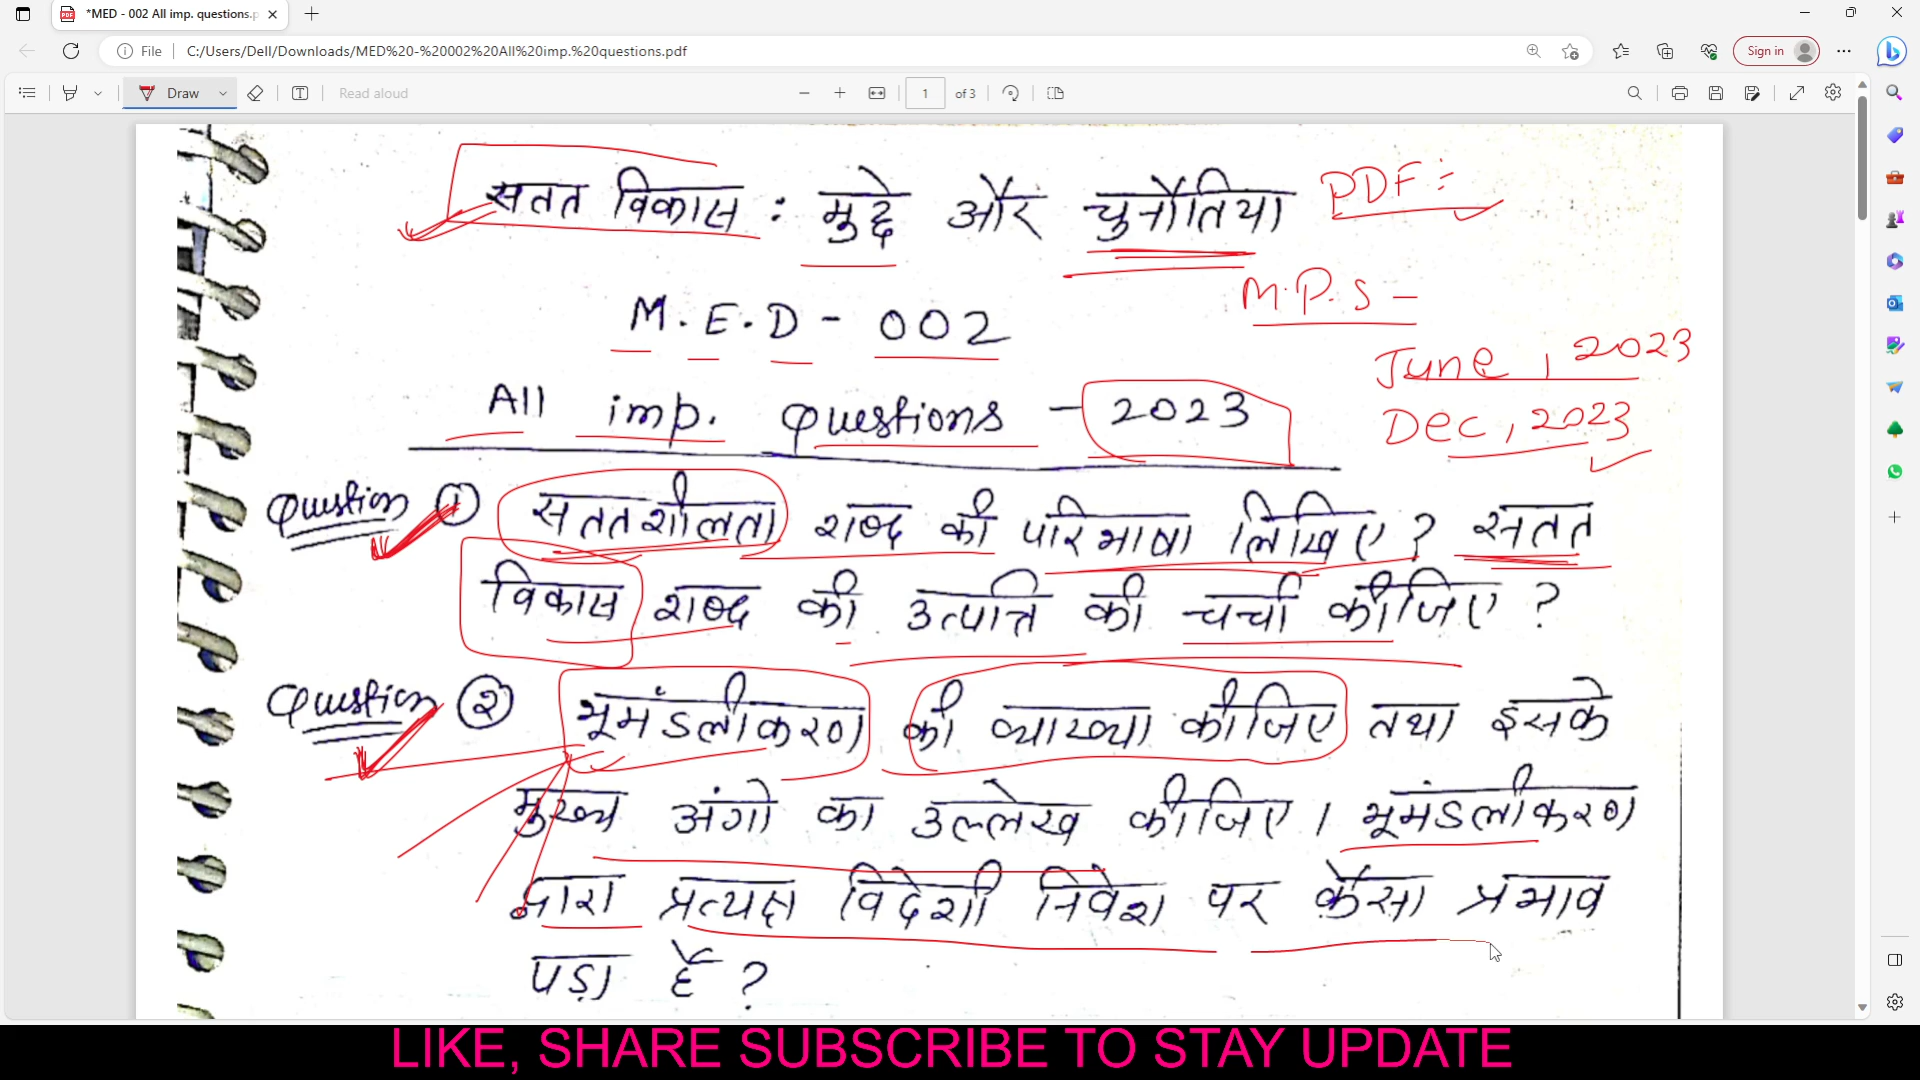 *MED - 002 All imp. questions.p
File
C:/Users/Dell/Downloads/MED%20-%20002%20All%20imp.%20questions.pdf
Sign in
Draw
Read aloud
1
of 3
सतत विकास : मुद्दे और चुनौतिया
PDF :
M.P.S -
M.E.D - 002
June, 2023
Dec, 2023
All imp. Questions - 2023
Question ① सततशीलता शब्द की परिभाषा लिखिए ? सतत
विकास शब्द की उत्पत्ति की चर्चा कीजिए ?
Question ② भूमंडलीकरण की व्याख्या कीजिए तथा इसके
मुख्य अंगो का उल्लेख कीजिए । भूमंडलीकरण
द्वारा प्रत्यक्ष विदेशी निवेश पर कैसा प्रभाव
पड़ा है ?
LIKE, SHARE SUBSCRIBE TO STAY UPDATE